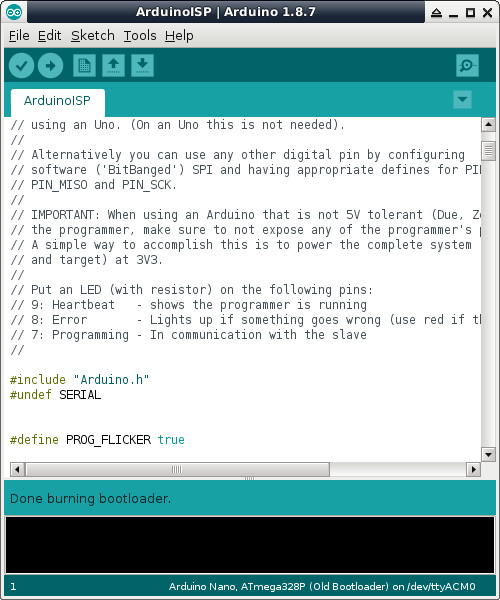 ArduinoISP | Arduino 1.8.7
File Edit Sketch Tools Help
ArduinoISP
// using an Uno. (On an Uno this is not needed).
//
// Alternatively you can use any other digital pin by configuring
// software ('BitBanged') SPI and having appropriate defines for
// PIN_MISO and PIN_SCK.
//
// IMPORTANT: When using an Arduino that is not 5V tolerant (Due,
// the programmer, make sure to not expose any of the programmer's
// A simple way to accomplish this is to power the complete system
// and target) at 3V3.
//
// Put an LED (with resistor) on the following pins:
// 9: Heartbeat   - shows the programmer is running
// 8: Error       - Lights up if something goes wrong (use red if
// 7: Programming - In communication with the slave
//
#include "Arduino.h"
#undef SERIAL
#define PROG_FLICKER true
Done burning bootloader.
1 Arduino Nano, ATmega328P (Old Bootloader) on /dev/ttyACM0